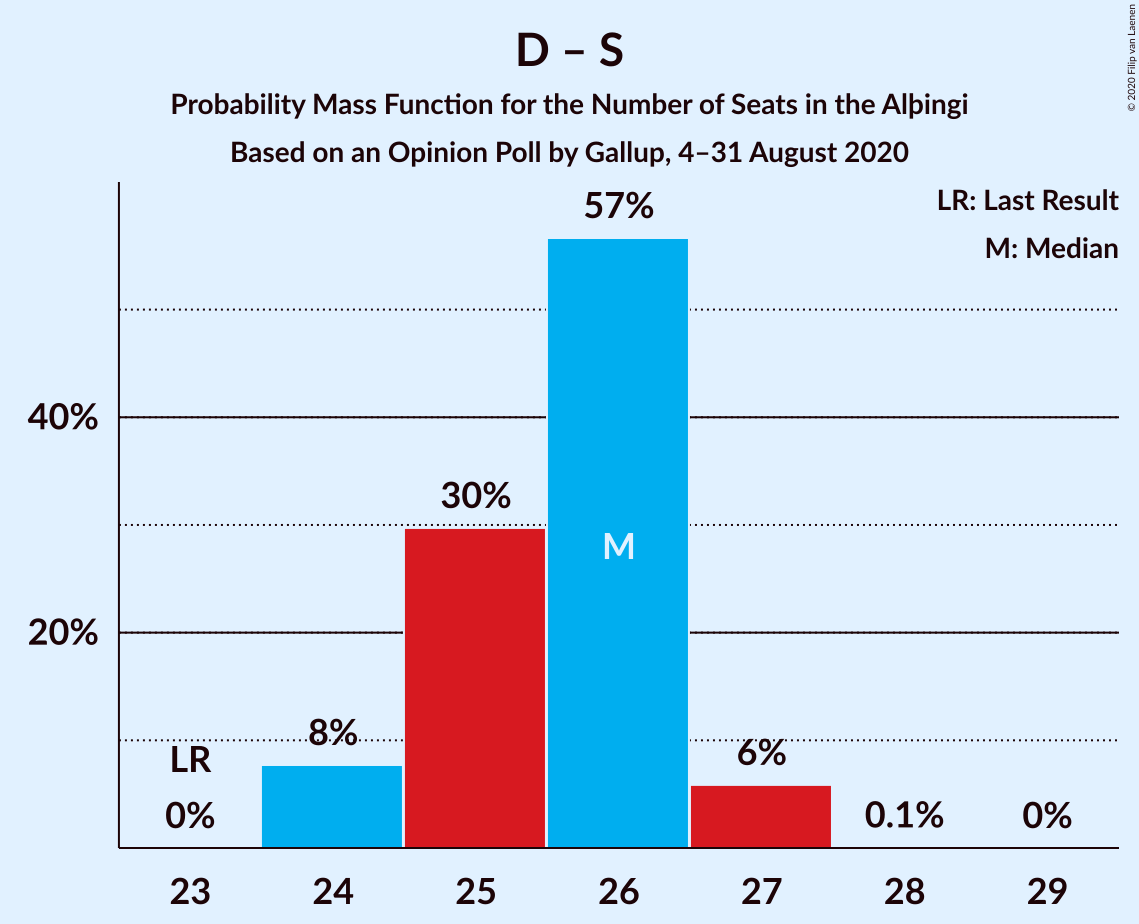 D – S
Probability Mass Function for the Number of Seats in the Alþingi
Based on an Opinion Poll by Gallup, 4–31 August 2020
© 2020 Filip van Laenen
LR: Last Result
M: Median
57%
40%
30%
M
20%
8%
LR
6%
0%
0.1%
0%
23 24 25 26 27 28 29